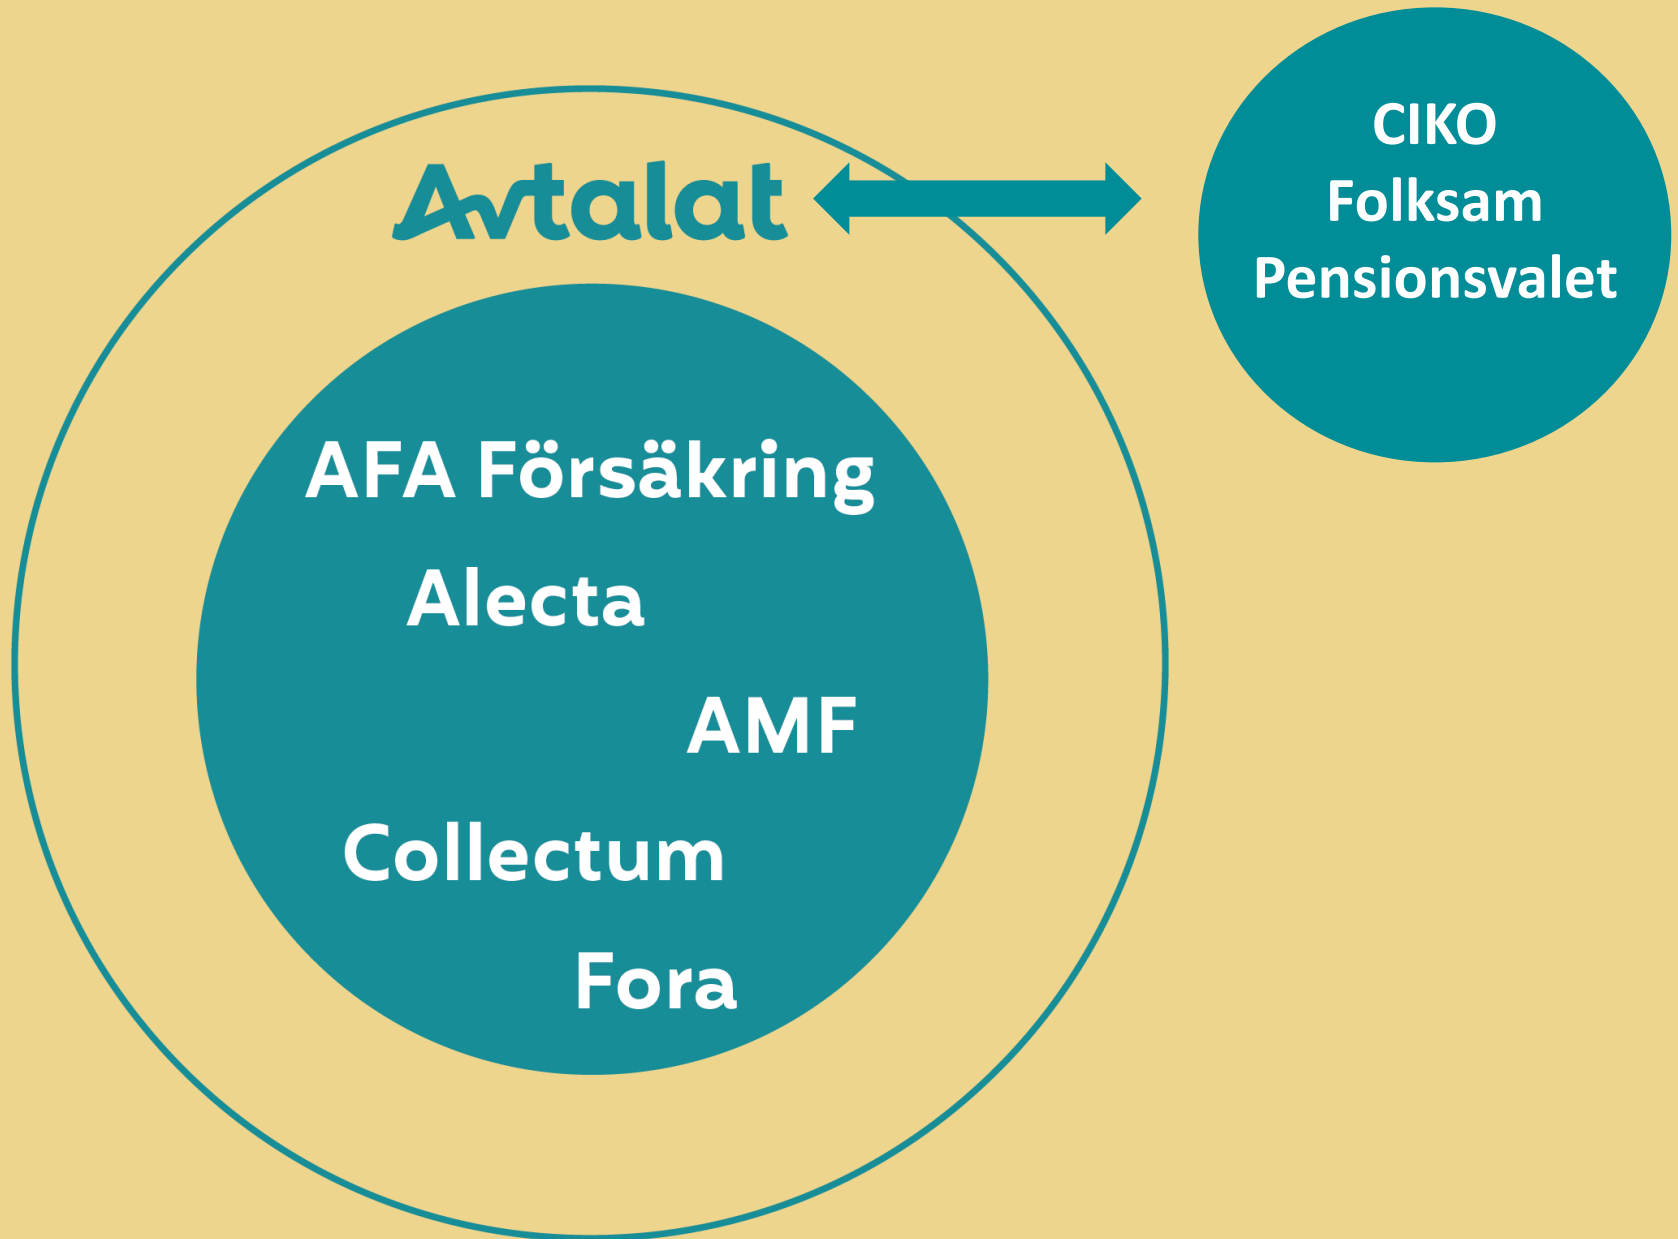 Avtalat
AFA Försäkring
Alecta
AMF
Collectum
Fora
CIKO
Folksam
Pensionsvalet